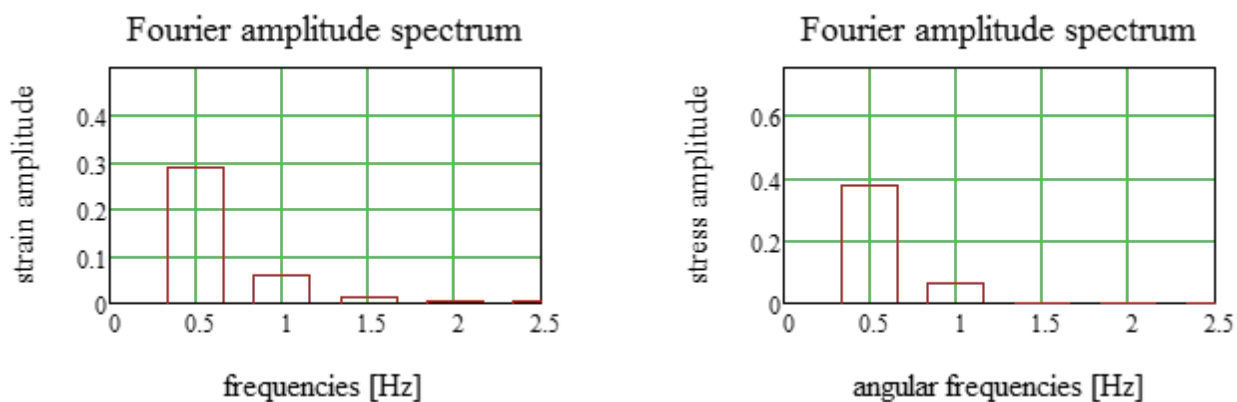 Fourier amplitude spectrum
strain amplitude
0.4
0.3
0.2
0.1
0
0 0.5 1 1.5 2 2.5
frequencies [Hz]
Fourier amplitude spectrum
stress amplitude
0.6
0.4
0.2
0
0 0.5 1 1.5 2 2.5
angular frequencies [Hz]